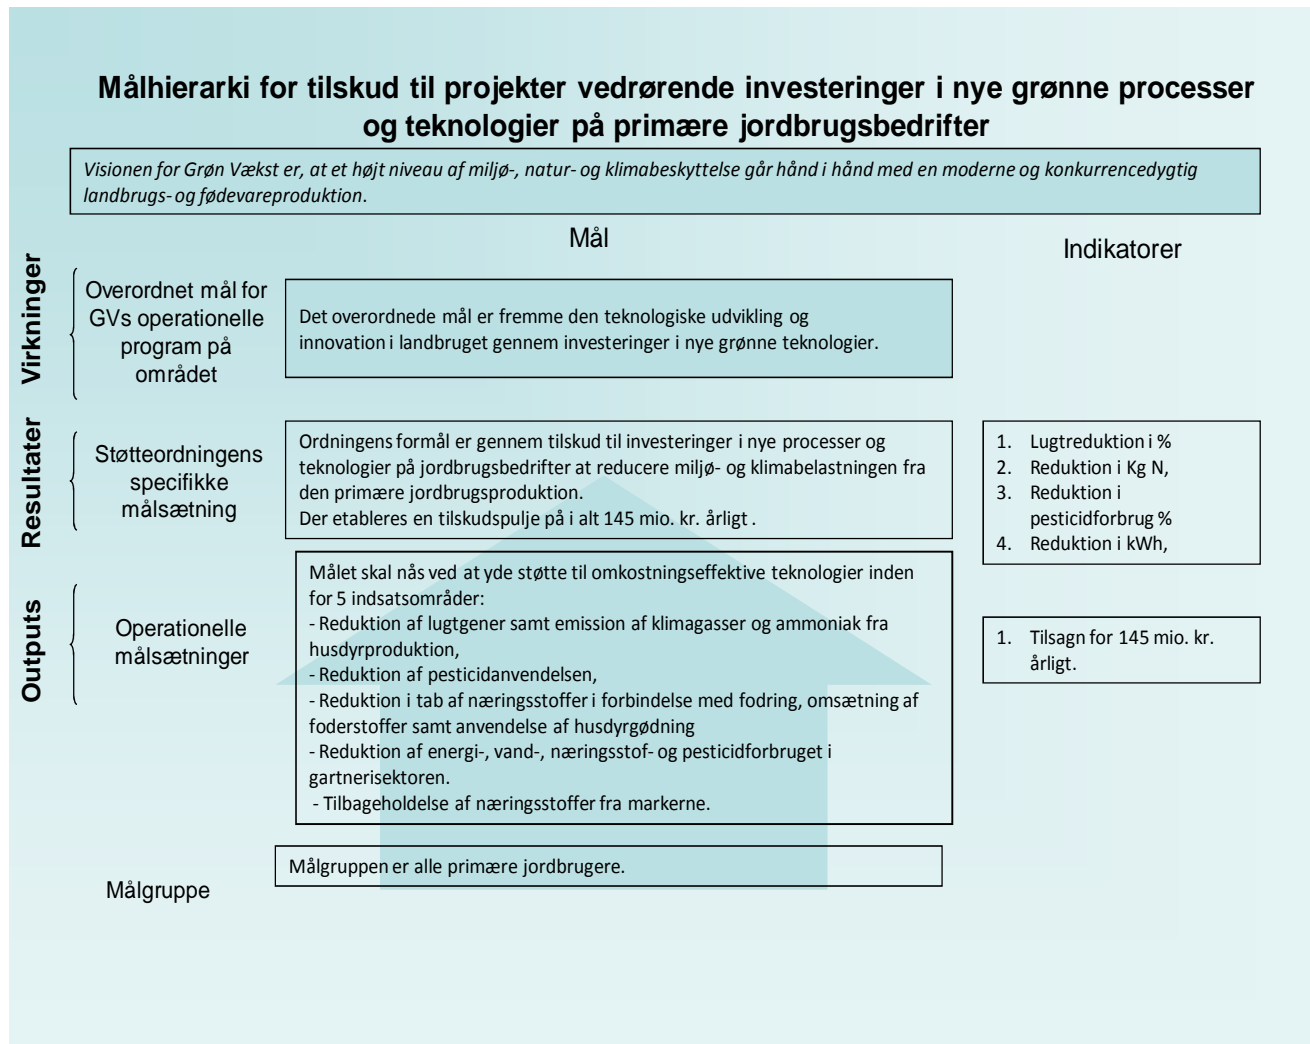 Målhierarki for tilskud til projekter vedrørende investeringer i nye grønne processer
og teknologier på primære jordbrugsbedrifter
Visionen for Grøn Vækst er, at et højt niveau af miljø-, natur- og klimabeskyttelse går hånd i hånd med en moderne og konkurrencedygtig
landbrugs- og fødevareproduktion.
Mål
Indikatorer
Virkninger
Overordnet mål for
GVs operationelle
program på
området
Det overordnede mål er fremme den teknologiske udvikling og
innovation i landbruget gennem investeringer i nye grønne teknologier.
Resultater
Støtteordningens
specifikke
målsætning
Ordningens formål er gennem tilskud til investeringer i nye processer og
teknologier på jordbrugsbedrifter at reducere miljø- og klimabelastningen fra
den primære jordbrugsproduktion.
Der etableres en tilskudspulje på i alt 145 mio. kr. årligt .
1. Lugtreduktion i %
2. Reduktion i Kg N,
3. Reduktion i
pesticidforbrug %
4. Reduktion i kWh,
Outputs
Operationelle
målsætninger
Målet skal nås ved at yde støtte til omkostningseffektive teknologier inden
for 5 indsatsområder:
- Reduktion af lugtgener samt emission af klimagasser og ammoniak fra
husdyrproduktion,
- Reduktion af pesticidanvendelsen,
- Reduktion i tab af næringsstoffer i forbindelse med fodring, omsætning af
foderstoffer samt anvendelse af husdyrgødning
- Reduktion af energi-, vand-, næringsstof- og pesticidforbruget i
gartnerisektoren.
- Tilbageholdelse af næringsstoffer fra markerne.
1. Tilsagn for 145 mio. kr.
årligt.
Målgruppe
Målgruppen er alle primære jordbrugere.